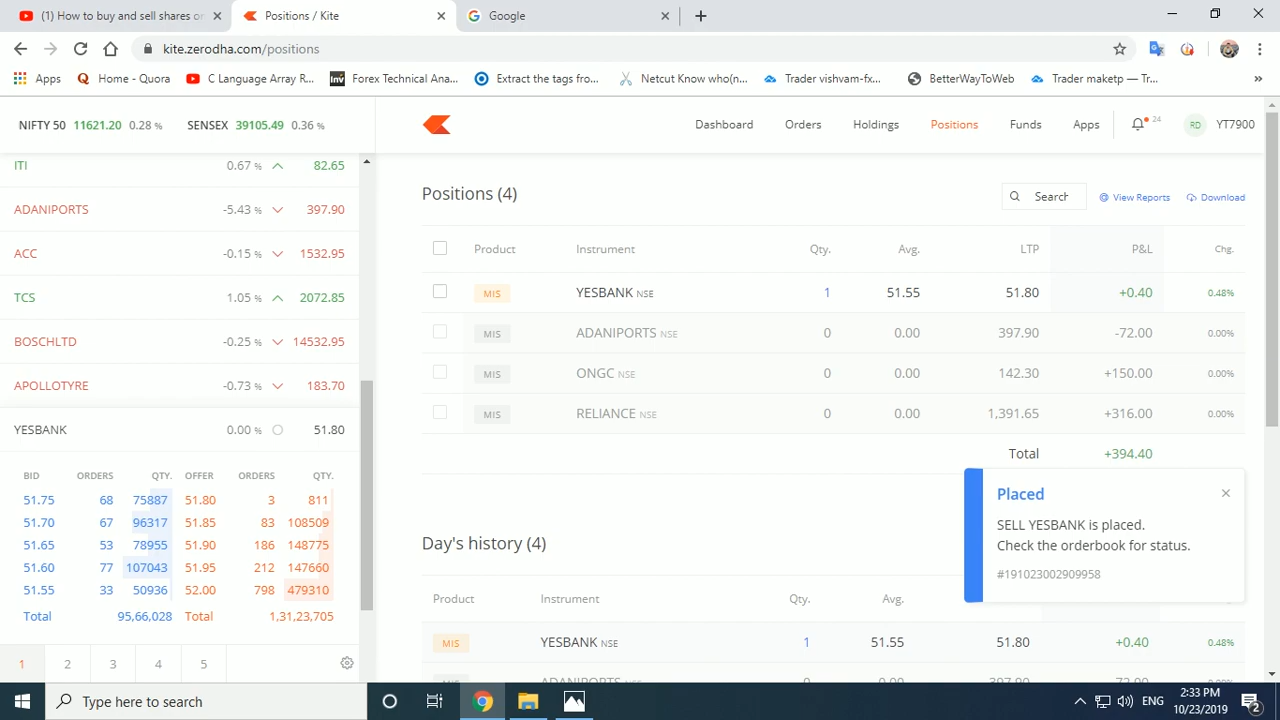 (1) How to buy and sell shares or
Positions / Kite
Google
kite.zerodha.com/positions
Apps
Home - Quora
C Language Array R...
Forex Technical Ana...
Extract the tags from...
Netcut Know who(n...
Trader vishvam-fx...
BetterWayToWeb
Trader maketp — Tr...
NIFTY 50 11621.20 0.28 % SENSEX 39105.49 0.36 %
Dashboard Orders Holdings Positions Funds Apps 24 RD YT7900
ITI 0.67 % 82.65
ADANIPORTS -5.43 % 397.90
ACC -0.15 % 1532.95
TCS 1.05 % 2072.85
BOSCHLTD -0.25 % 14532.95
APOLLOTYRE -0.73 % 183.70
YESBANK 0.00 % 51.80
BID ORDERS QTY. OFFER ORDERS QTY.
51.75 68 75887 51.80 3 811
51.70 67 96317 51.85 83 108509
51.65 53 78955 51.90 186 148775
51.60 77 107043 51.95 212 147660
51.55 33 50936 52.00 798 479310
Total 95,66,028 Total 1,31,23,705
1 2 3 4 5
Positions (4)
Search View Reports Download
Product Instrument Qty. Avg. LTP P&L Chg.
MIS YESBANK NSE 1 51.55 51.80 +0.40 0.48%
MIS ADANIPORTS NSE 0 0.00 397.90 -72.00 0.00%
MIS ONGC NSE 0 0.00 142.30 +150.00 0.00%
MIS RELIANCE NSE 0 0.00 1,391.65 +316.00 0.00%
Total +394.40
Placed
SELL YESBANK is placed.
Check the orderbook for status.
#191023002909958
Day's history (4)
Product Instrument Qty. Avg.
MIS YESBANK NSE 1 51.55 51.80 +0.40 0.48%
Type here to search
ENG
2:33 PM
10/23/2019
2